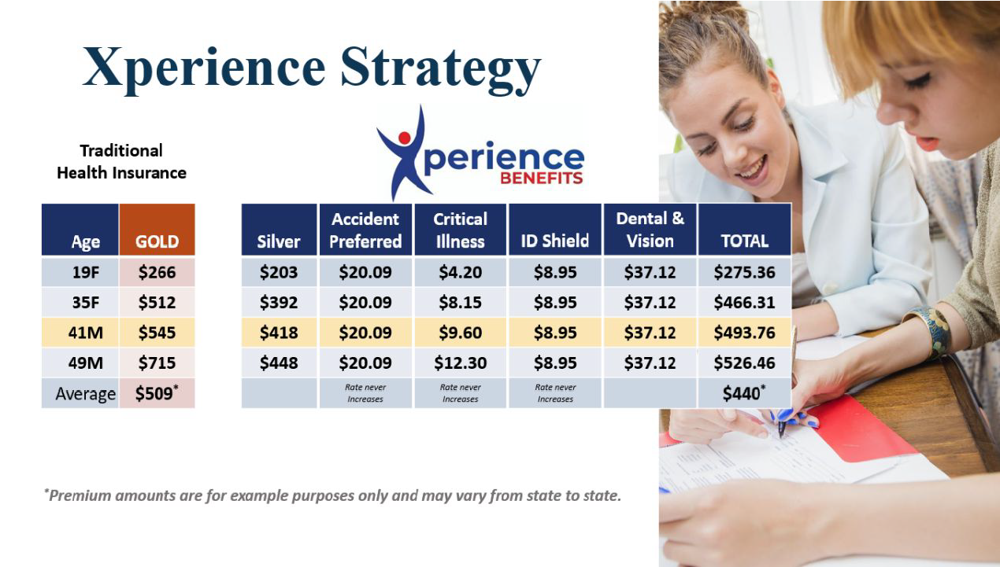 Xperience Strategy
Traditional
Health Insurance
Xperience
BENEFITS
Age GOLD
19F $266
35F $512
41M $545
49M $715
Average $509*
Silver Accident Preferred Critical Illness ID Shield Dental & Vision TOTAL
$203 $20.09 $4.20 $8.95 $37.12 $275.36
$392 $20.09 $8.15 $8.95 $37.12 $466.31
$418 $20.09 $9.60 $8.95 $37.12 $493.76
$448 $20.09 $12.30 $8.95 $37.12 $526.46
Rate never Increases Rate never Increases Rate never Increases $440*
*Premium amounts are for example purposes only and may vary from state to state.